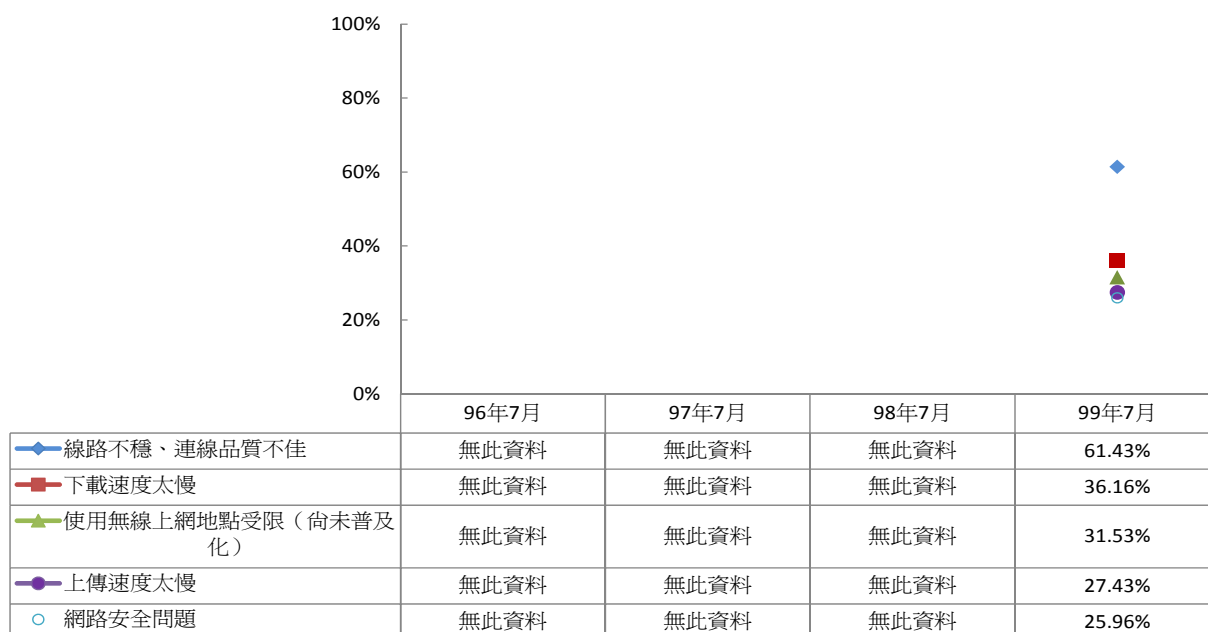 100%
80%
60%
40%
20%
0%
96年7月 97年7月 98年7月 99年7月
線路不穩、連線品質不佳 無此資料 無此資料 無此資料 61.43%
下載速度太慢 無此資料 無此資料 無此資料 36.16%
使用無線上網地點受限（尚未普及
化） 無此資料 無此資料 無此資料 31.53%
上傳速度太慢 無此資料 無此資料 無此資料 27.43%
網路安全問題 無此資料 無此資料 無此資料 25.96%